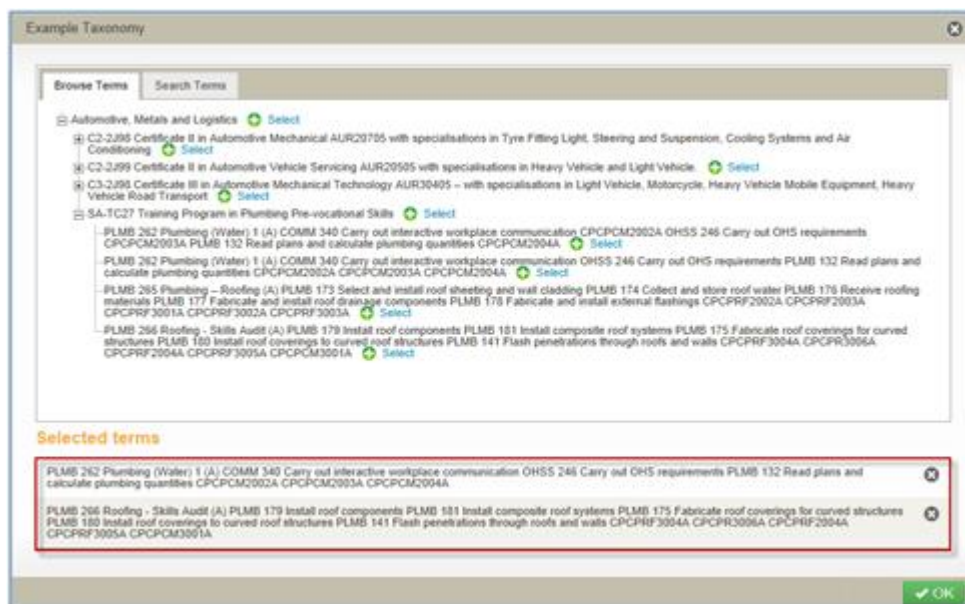 Example Taxonomy
Browse Terms
Search Terms
Automotive, Metals and Logistics Select
C2-2J98 Certificate II in Automotive Mechanical AUR20705 with specialisations in Tyre Fitting Light, Steering and Suspension, Cooling Systems and Air
Conditioning Select
C2-2J99 Certificate II in Automotive Vehicle Servicing AUR20505 with specialisations in Heavy Vehicle and Light Vehicle. Select
C3-2J98 Certificate III in Automotive Mechanical Technology AUR30405 – with specialisations in Light Vehicle, Motorcycle, Heavy Vehicle Mobile Equipment, Heavy
Vehicle Road Transport Select
SA-TC27 Training Program in Plumbing Pre-vocational Skills Select
PLMB 262 Plumbing (Water) 1 (A) COMM 340 Carry out interactive workplace communication CPCPCM2002A OHSS 246 Carry out OHS requirements
CPCPCM2003A PLMB 132 Read plans and calculate plumbing quantities CPCPCM2004A Select
PLMB 262 Plumbing (Water) 1 (A) COMM 340 Carry out interactive workplace communication OHSS 246 Carry out OHS requirements PLMB 132 Read plans and
calculate plumbing quantities CPCPCM2002A CPCPCM2003A CPCPCM2004A Select
PLMB 265 Plumbing – Roofing (A) PLMB 173 Select and install roof sheeting and wall cladding PLMB 174 Collect and store roof water PLMB 176 Receive roofing
materials PLMB 177 Fabricate and install roof drainage components PLMB 178 Fabricate and install external flashings CPCPRF2002A CPCPRF2003A
CPCPRF3001A CPCPRF3002A CPCPRF3003A Select
PLMB 266 Roofing - Skills Audit (A) PLMB 179 Install roof components PLMB 181 Install composite roof systems PLMB 175 Fabricate roof coverings for curved
structures PLMB 180 Install roof coverings to curved roof structures PLMB 141 Flash penetrations through roofs and walls CPCPRF3004A CPCPR3006A
CPCPRF2004A CPCPRF3005A CPCPCM3001A Select
Selected terms
PLMB 262 Plumbing (Water) 1 (A) COMM 340 Carry out interactive workplace communication OHSS 246 Carry out OHS requirements PLMB 132 Read plans and
calculate plumbing quantities CPCPCM2002A CPCPCM2003A CPCPCM2004A
PLMB 266 Roofing - Skills Audit (A) PLMB 179 Install roof components PLMB 181 Install composite roof systems PLMB 175 Fabricate roof coverings for curved structures
PLMB 180 Install roof coverings to curved roof structures PLMB 141 Flash penetrations through roofs and walls CPCPRF3004A CPCPR3006A CPCPRF2004A
CPCPRF3005A CPCPCM3001A
OK